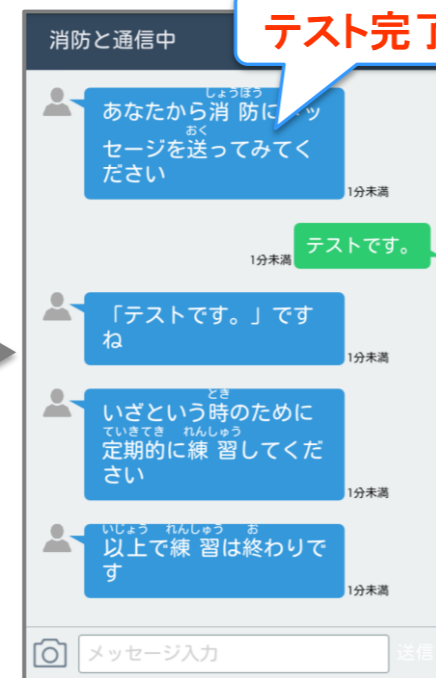 消防と通信中
テスト完了
しょうぼう
あなたから消 防に
おく
セージを送ってみてく
ださい
1分未満
テストです。
1分未満
「テストです。」です
ね
1分未満
とき
いざという時のために
ていきてき れんしゅう
定期的に練 習してくだ
さい
1分未満
いじょう れんしゅう お
以上で練 習は終わりで
す
1分未満
メッセージ入力
送信